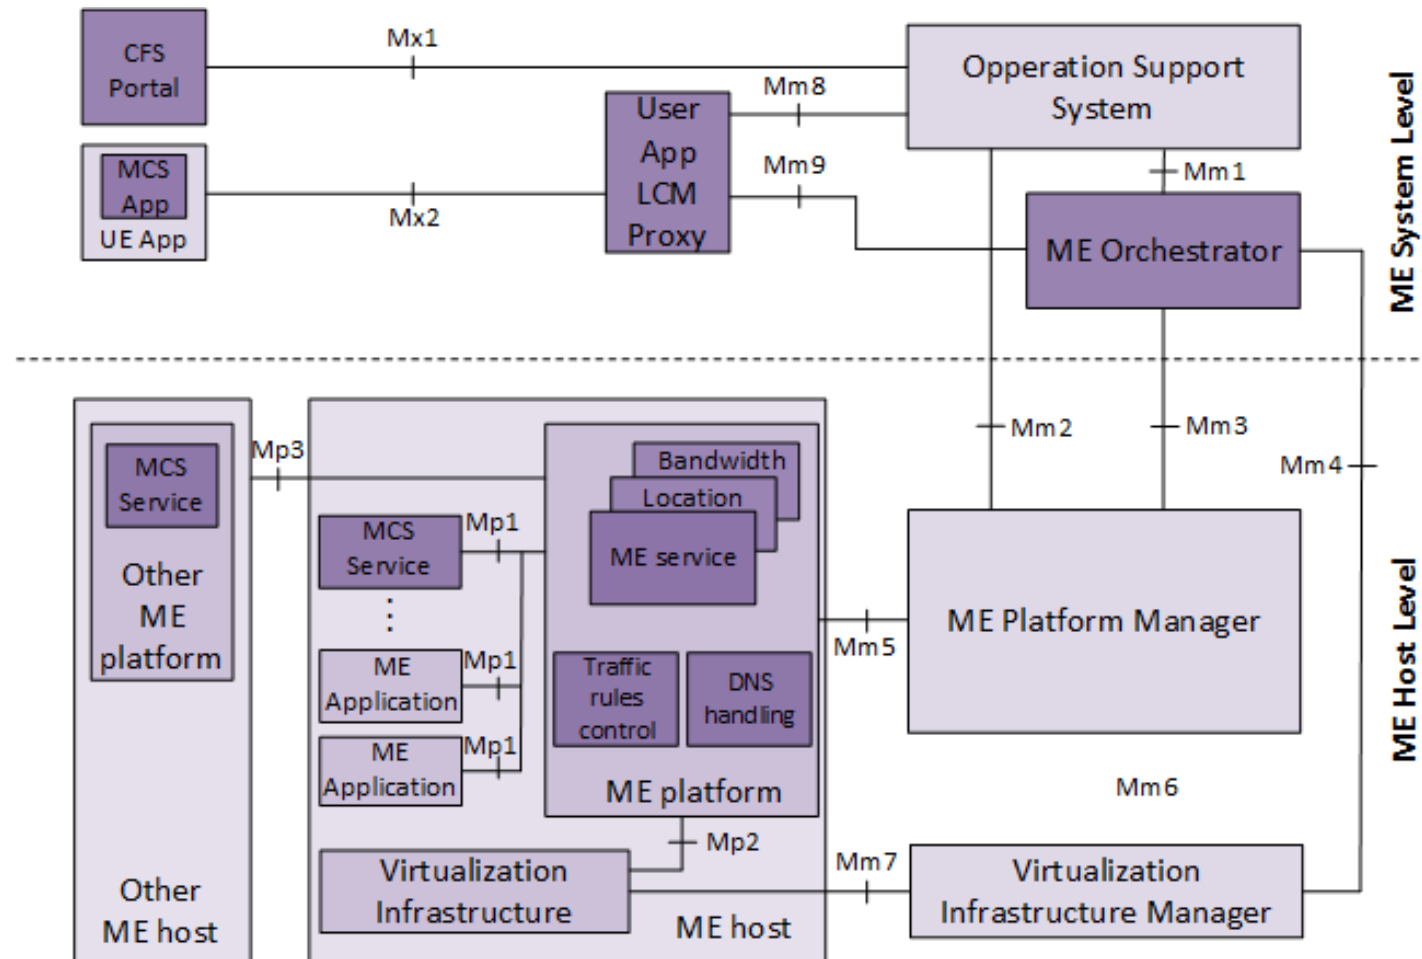 CFS
Portal
Mx1
Opperation Support
System
Mm8
User
App
LCM
Proxy
MCS
App
UE App
Mx2
Mm9
Mm1
ME Orchestrator
ME System Level
Mp3
MCS
Service
Other
ME
platform
Other
ME host
Bandwidth
Location
ME service
MCS
Service
Mp1
⋮
ME
Application
Mp1
ME
Application
Mp1
Traffic
rules
control
DNS
handling
ME platform
Mp2
Virtualization
Infrastructure
ME host
Mm2
Mm3
Mm4
Mm5
ME Platform Manager
Mm6
Mm7
Virtualization
Infrastructure Manager
ME Host Level